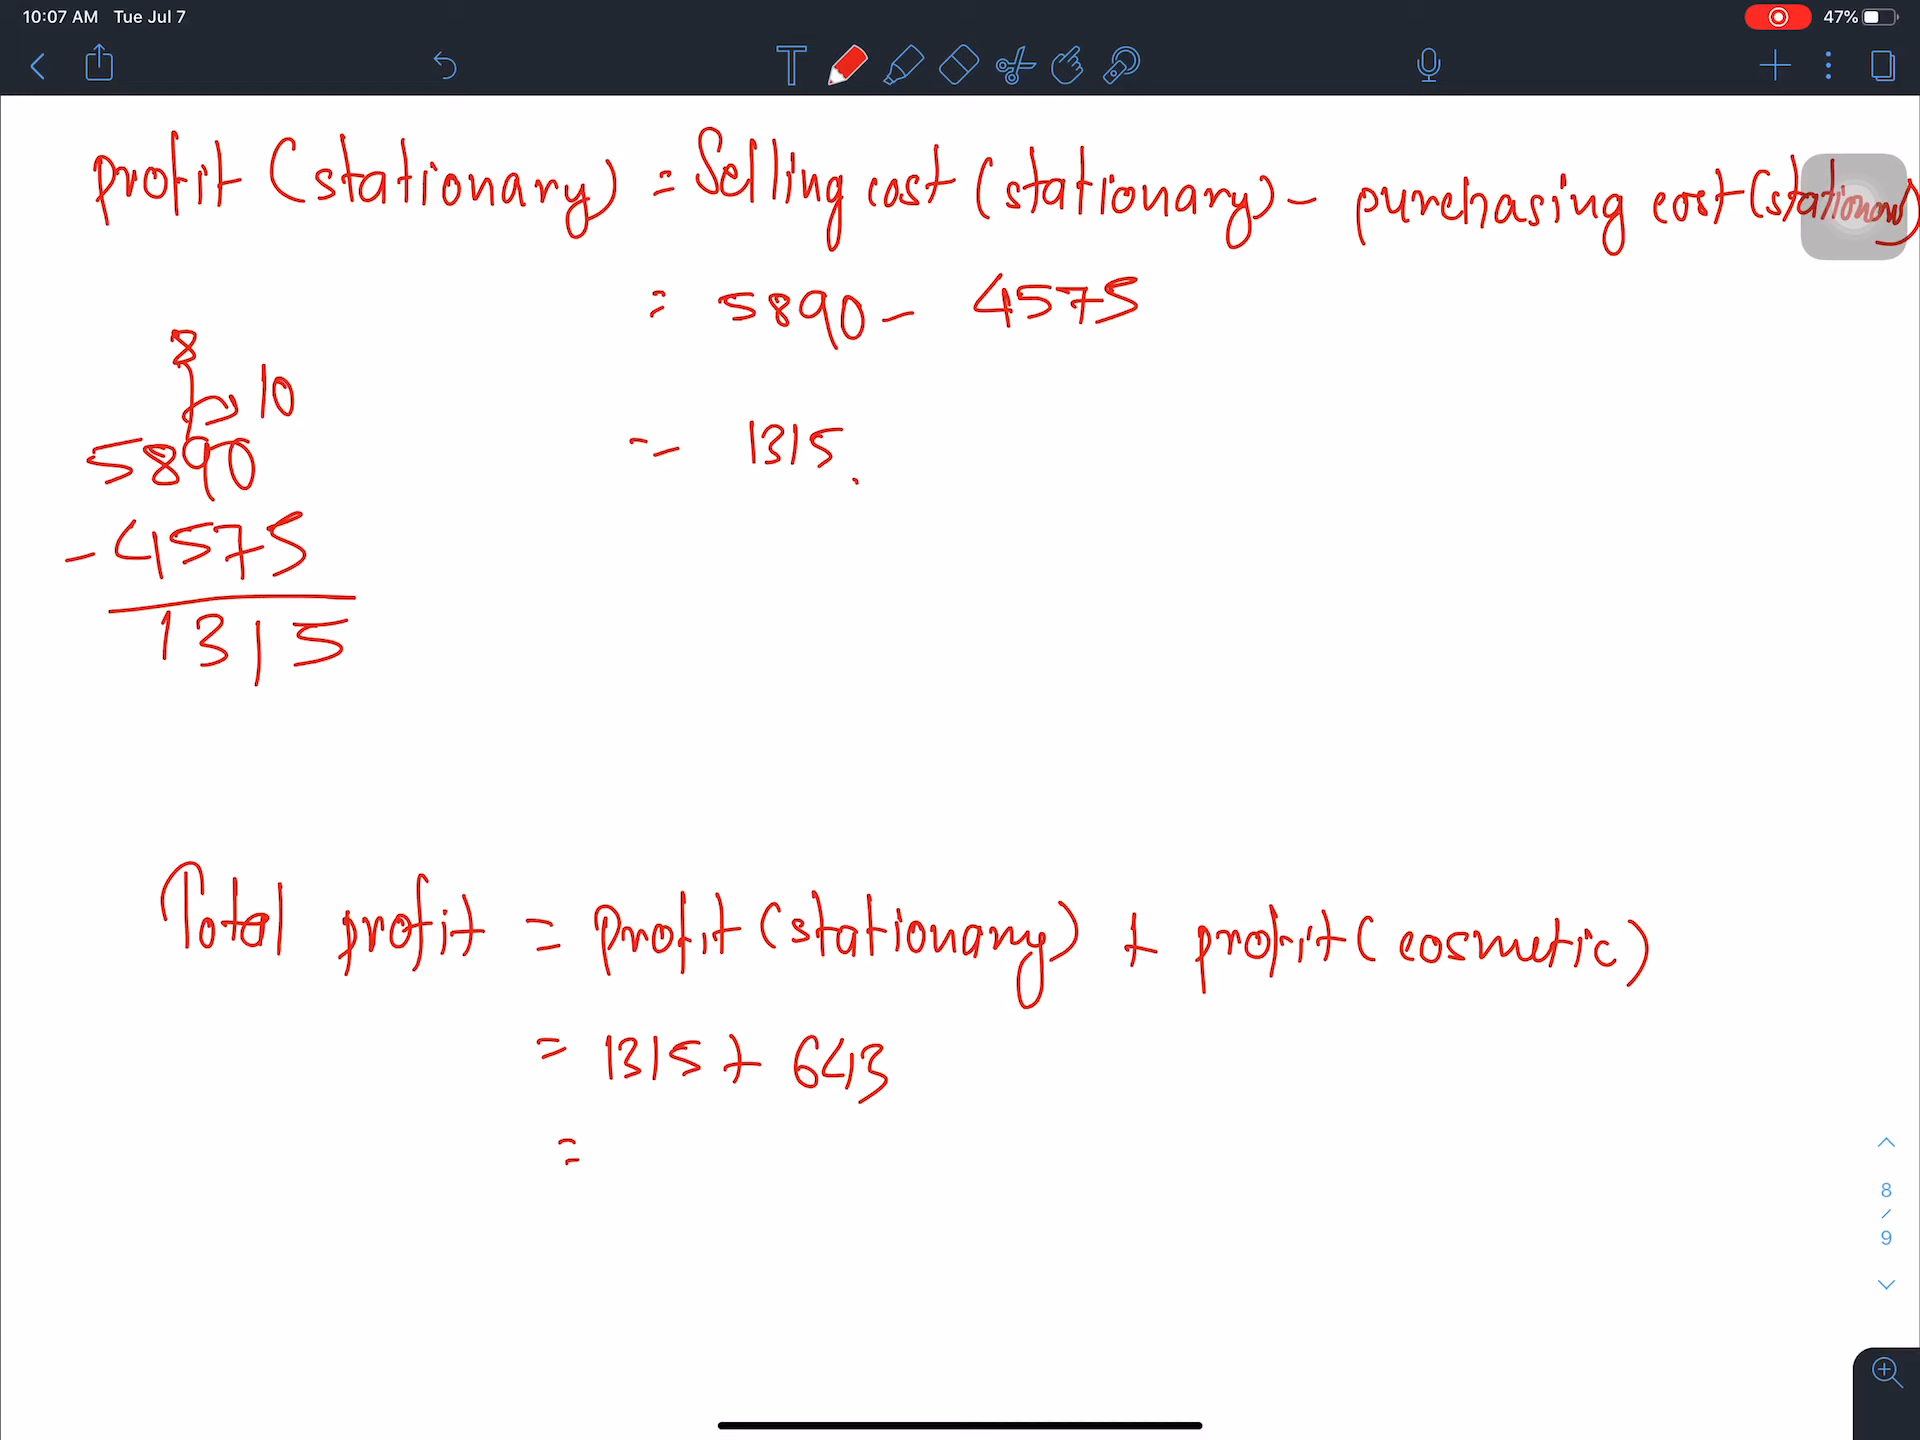 10:07 AM Tue Jul 7
47%
profit (stationary) = Selling cost (stationary) - purchasing cost (stationary)
= 5890 - 4575
8
10
5890
= 1315.
- 4575
1315
Total profit = profit (stationary) + profit (cosmetic)
= 1315 + 643
=
8
/
9